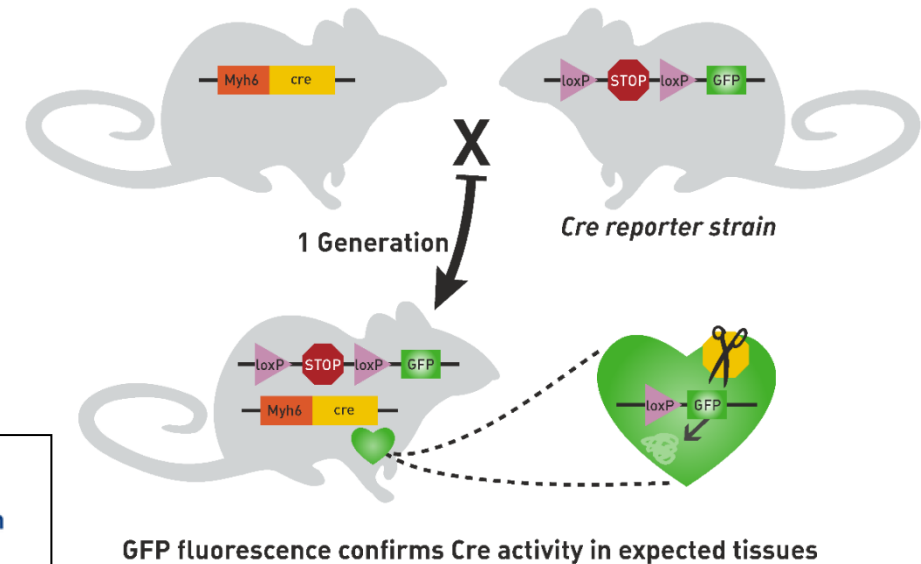 Myh6 cre
loxP STOP loxP GFP
X
Cre reporter strain
1 Generation
loxP STOP loxP GFP
Myh6 cre
loxP GFP
GFP fluorescence confirms Cre activity in expected tissues